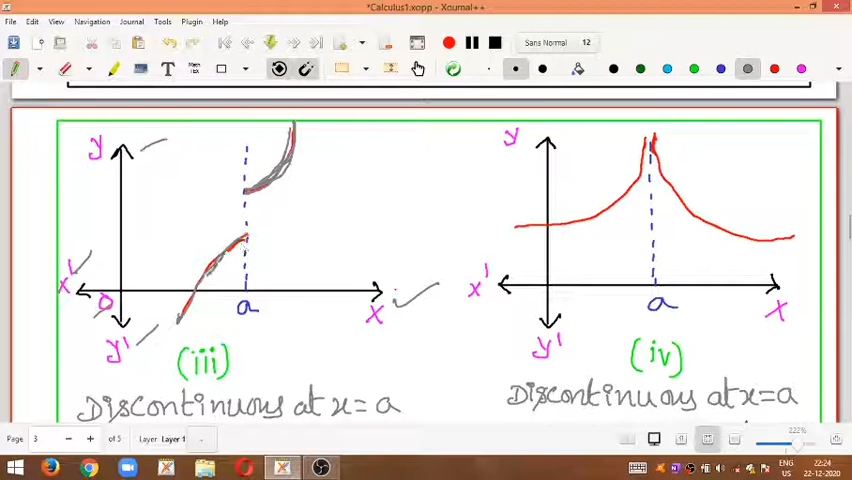 *Calculus1.xopp - Xournal++
File Edit View Navigation Journal Tools Plugin Help
Sans Normal 12
y
x'
O
y'
a
x
(iii)
Discontinuous at x = a
y
x'
y'
a
x
(iv)
Discontinuous at x = a
Page 3 of 5 Layer Layer 1 222%
ENG 22:24
US 22-12-2020